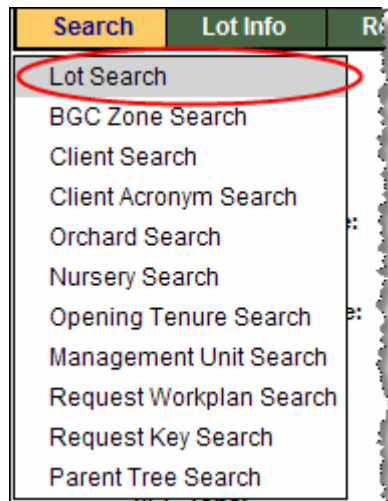 Search Lot Info
Lot Search
BGC Zone Search
Client Search
Client Acronym Search
Orchard Search
Nursery Search
Opening Tenure Search
Management Unit Search
Request Workplan Search
Request Key Search
Parent Tree Search